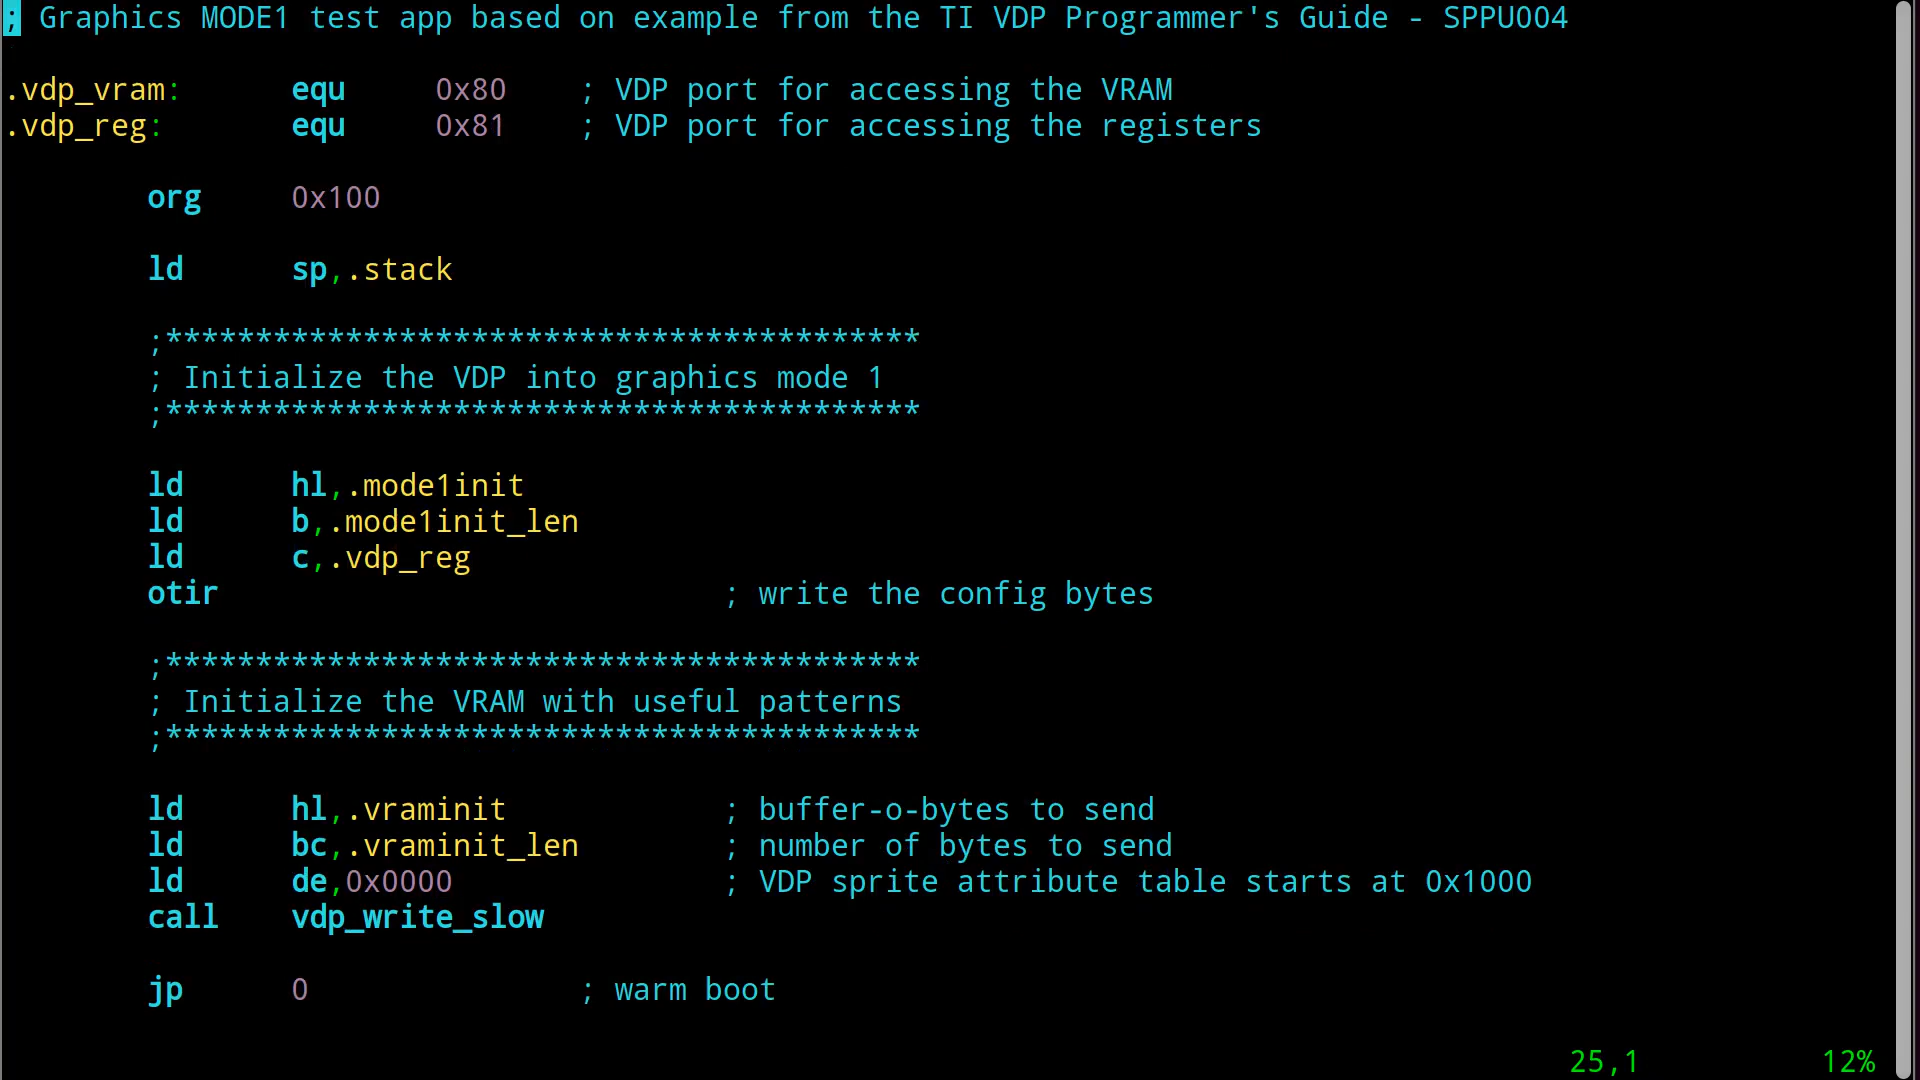 ; Graphics MODE1 test app based on example from the TI VDP Programmer's Guide - SPPU004
.vdp_vram:      equ     0x80    ; VDP port for accessing the VRAM
.vdp_reg:       equ     0x81    ; VDP port for accessing the registers
        org     0x100
        ld      sp,.stack
        ;******************************************
        ; Initialize the VDP into graphics mode 1
        ;******************************************
        ld      hl,.mode1init
        ld      b,.mode1init_len
        ld      c,.vdp_reg
        otir                            ; write the config bytes
        ;******************************************
        ; Initialize the VRAM with useful patterns
        ;******************************************
        ld      hl,.vraminit            ; buffer-o-bytes to send
        ld      bc,.vraminit_len        ; number of bytes to send
        ld      de,0x0000               ; VDP sprite attribute table starts at 0x1000
        call    vdp_write_slow
        jp      0               ; warm boot
25,1          12%